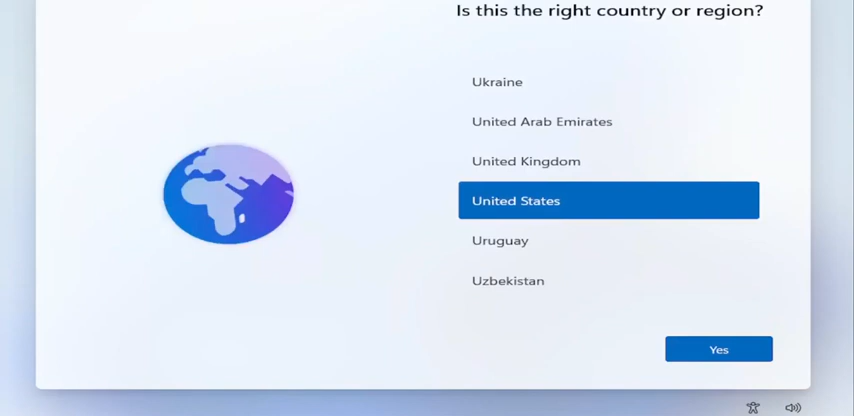 Is this the right country or region?
Ukraine
United Arab Emirates
United Kingdom
United States
Uruguay
Uzbekistan
Yes